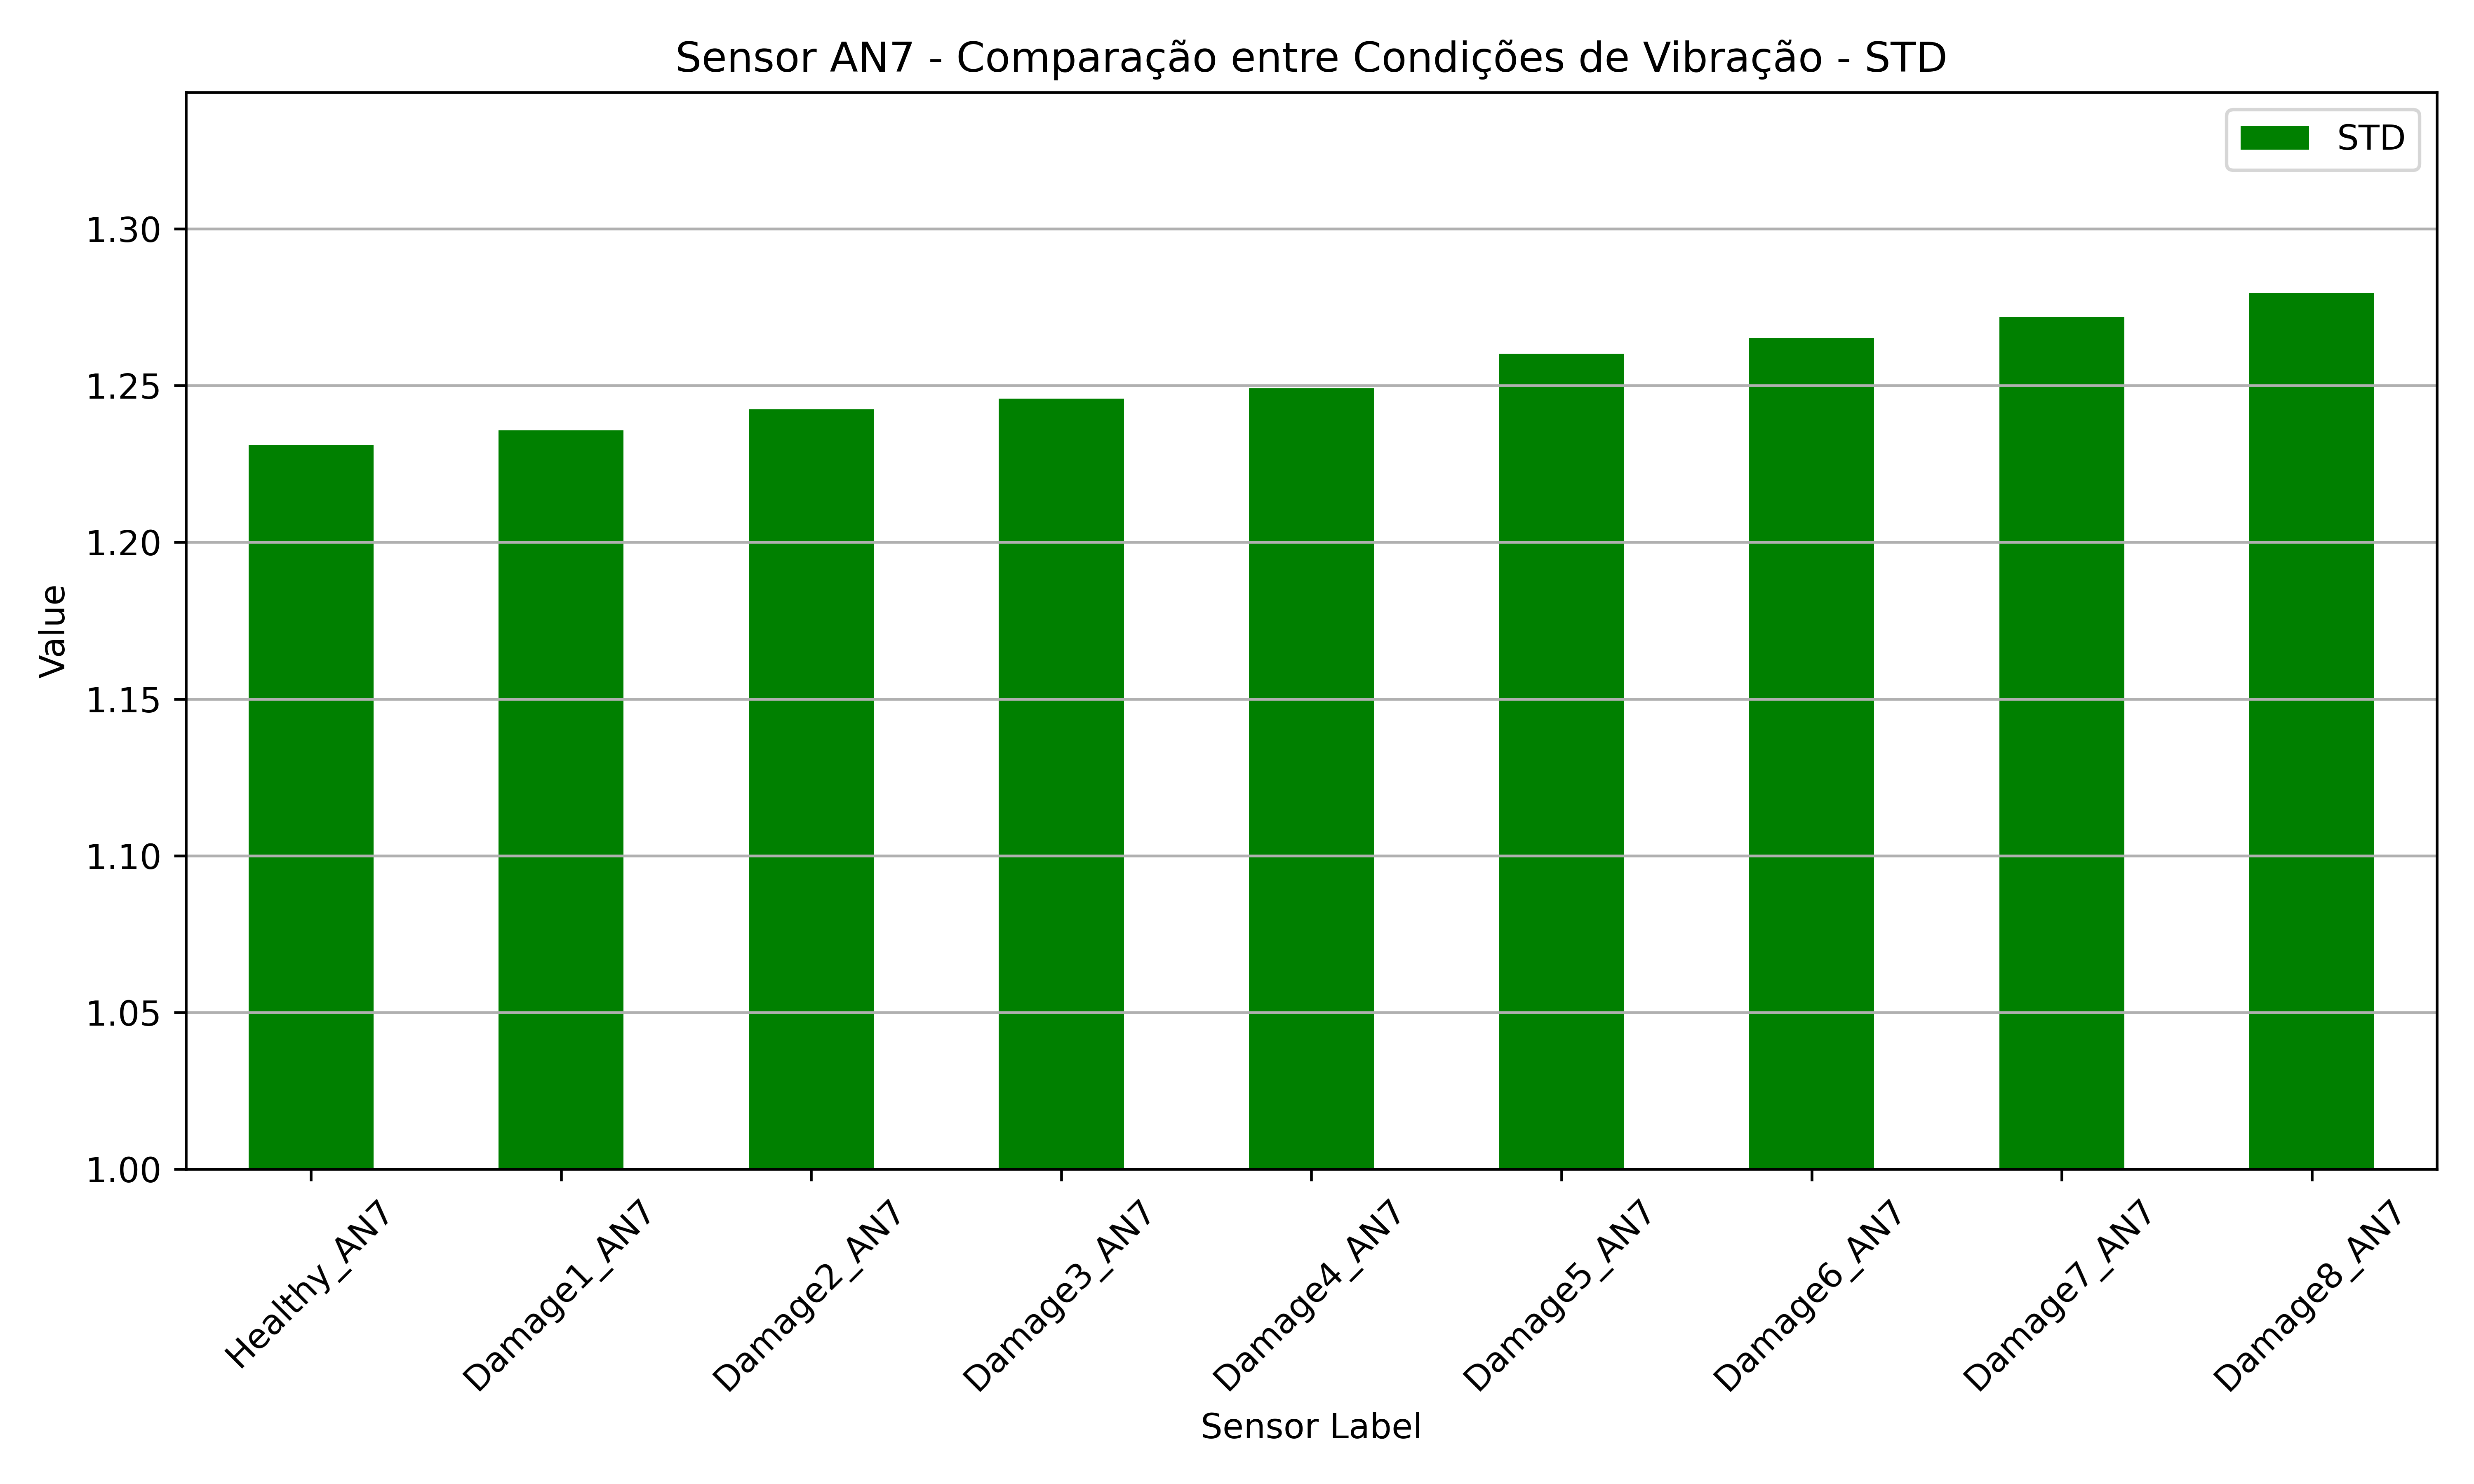 Sensor AN7 - Comparação entre Condições de Vibração - STD
STD
1.30
1.25
1.20
1.15
1.10
1.05
1.00
Value
Healthy_AN7
Damage1_AN7
Damage2_AN7
Damage3_AN7
Damage4_AN7
Damage5_AN7
Damage6_AN7
Damage7_AN7
Damage8_AN7
Sensor Label